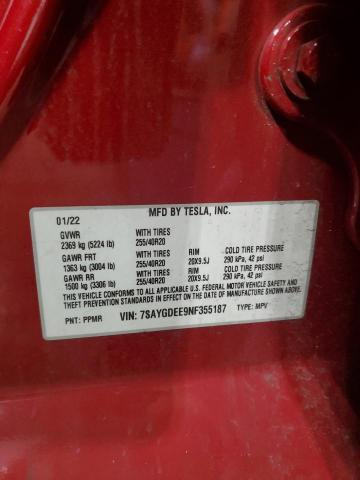 MFD BY TESLA, INC.
01/22
GVWR WITH TIRES
2369 kg (5224 lb) 255/40R20
GAWR FRT WITH TIRES RIM COLD TIRE PRESSURE
1363 kg (3004 lb) 255/40R20 20X9.5J 290 kPa, 42 psi
GAWR RR WITH TIRES RIM COLD TIRE PRESSURE
1500 kg (3306 lb) 255/40R20 20X9.5J 290 kPa, 42 psi
THIS VEHICLE CONFORMS TO ALL APPLICABLE FEDERAL MOTOR VEHICLE SAFETY AND
THEFT PREVENTION STANDARDS IN EFFECT ON THE DATE OF MANUFACTURE SHOWN ABOVE.
PNT: PPMR VIN: 7SAYGDEE9NF355187 TYPE: MPV